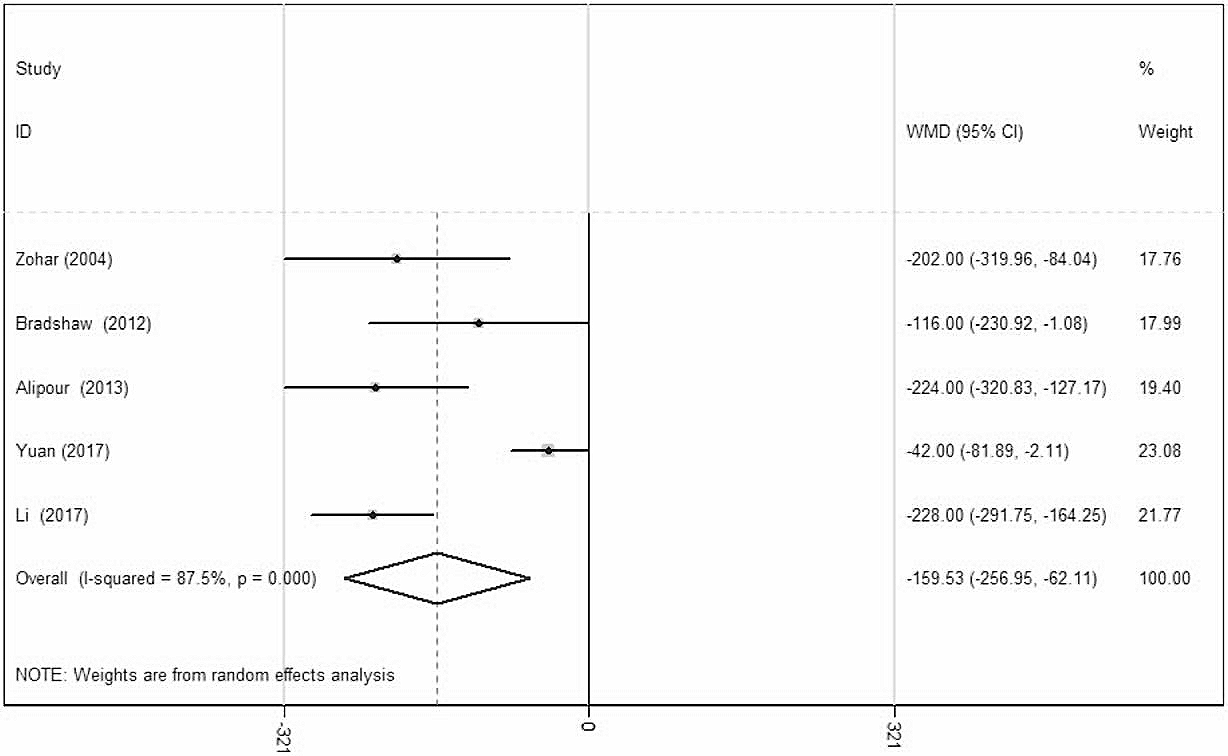 Study %
ID WMD (95% CI) Weight
Zohar (2004) -202.00 (-319.96, -84.04) 17.76
Bradshaw (2012) -116.00 (-230.92, -1.08) 17.99
Alipour (2013) -224.00 (-320.83, -127.17) 19.40
Yuan (2017) -42.00 (-81.89, -2.11) 23.08
Li (2017) -228.00 (-291.75, -164.25) 21.77
Overall (I-squared = 87.5%, p = 0.000) -159.53 (-256.95, -62.11) 100.00
NOTE: Weights are from random effects analysis
-321 0 321